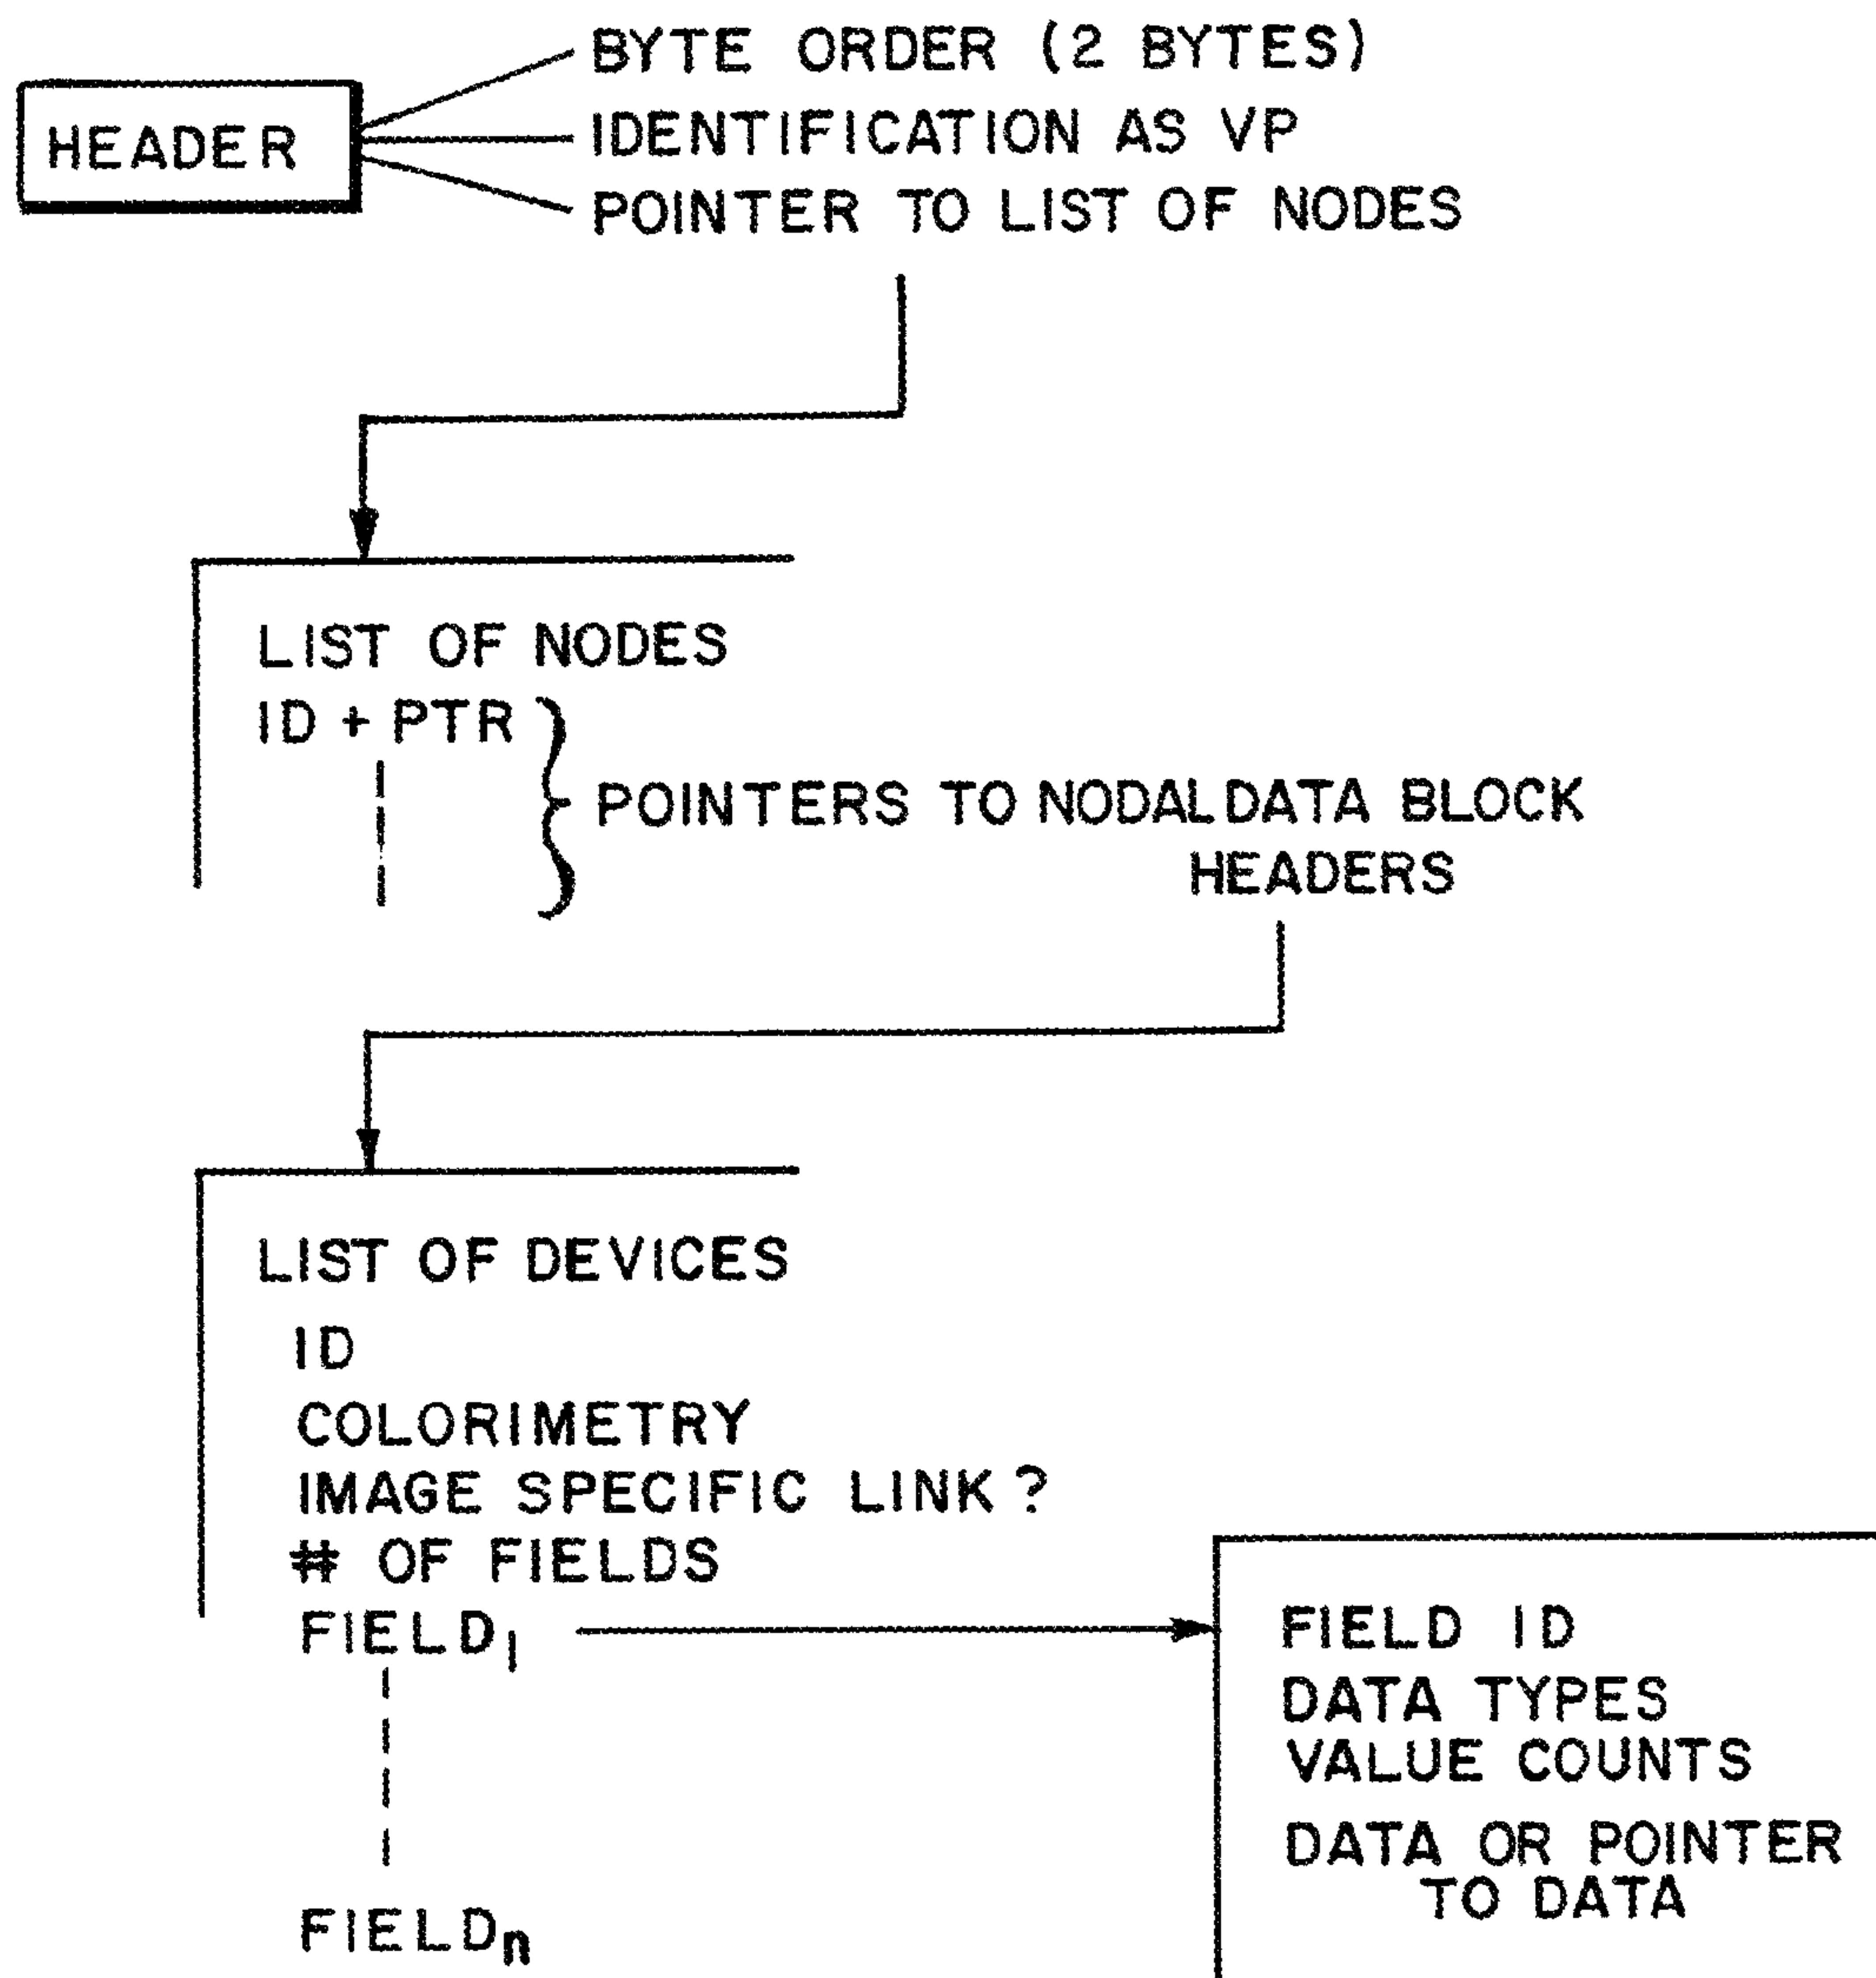 HEADER
BYTE ORDER (2 BYTES)
IDENTIFICATION AS VP
POINTER TO LIST OF NODES
LIST OF NODES
ID + PTR
POINTERS TO NODALDATA BLOCK
HEADERS
LIST OF DEVICES
ID
COLORIMETRY
IMAGE SPECIFIC LINK?
# OF FIELDS
FIELD₁
FIELDₙ
FIELD ID
DATA TYPES
VALUE COUNTS
DATA OR POINTER
TO DATA